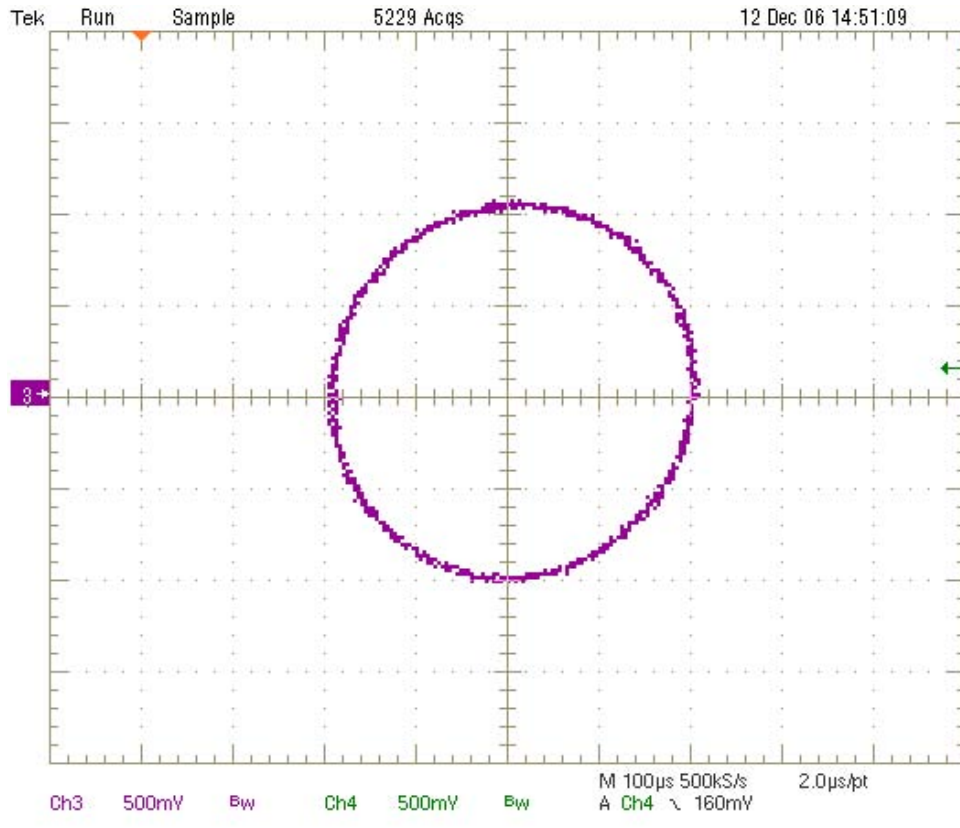 Tek Run Sample 5229 Acqs 12 Dec 06 14:51:09
3
M 100µs 500kS/s 2.0µs/pt
Ch3 500mV Bw Ch4 500mV Bw A Ch4 \ 160mV